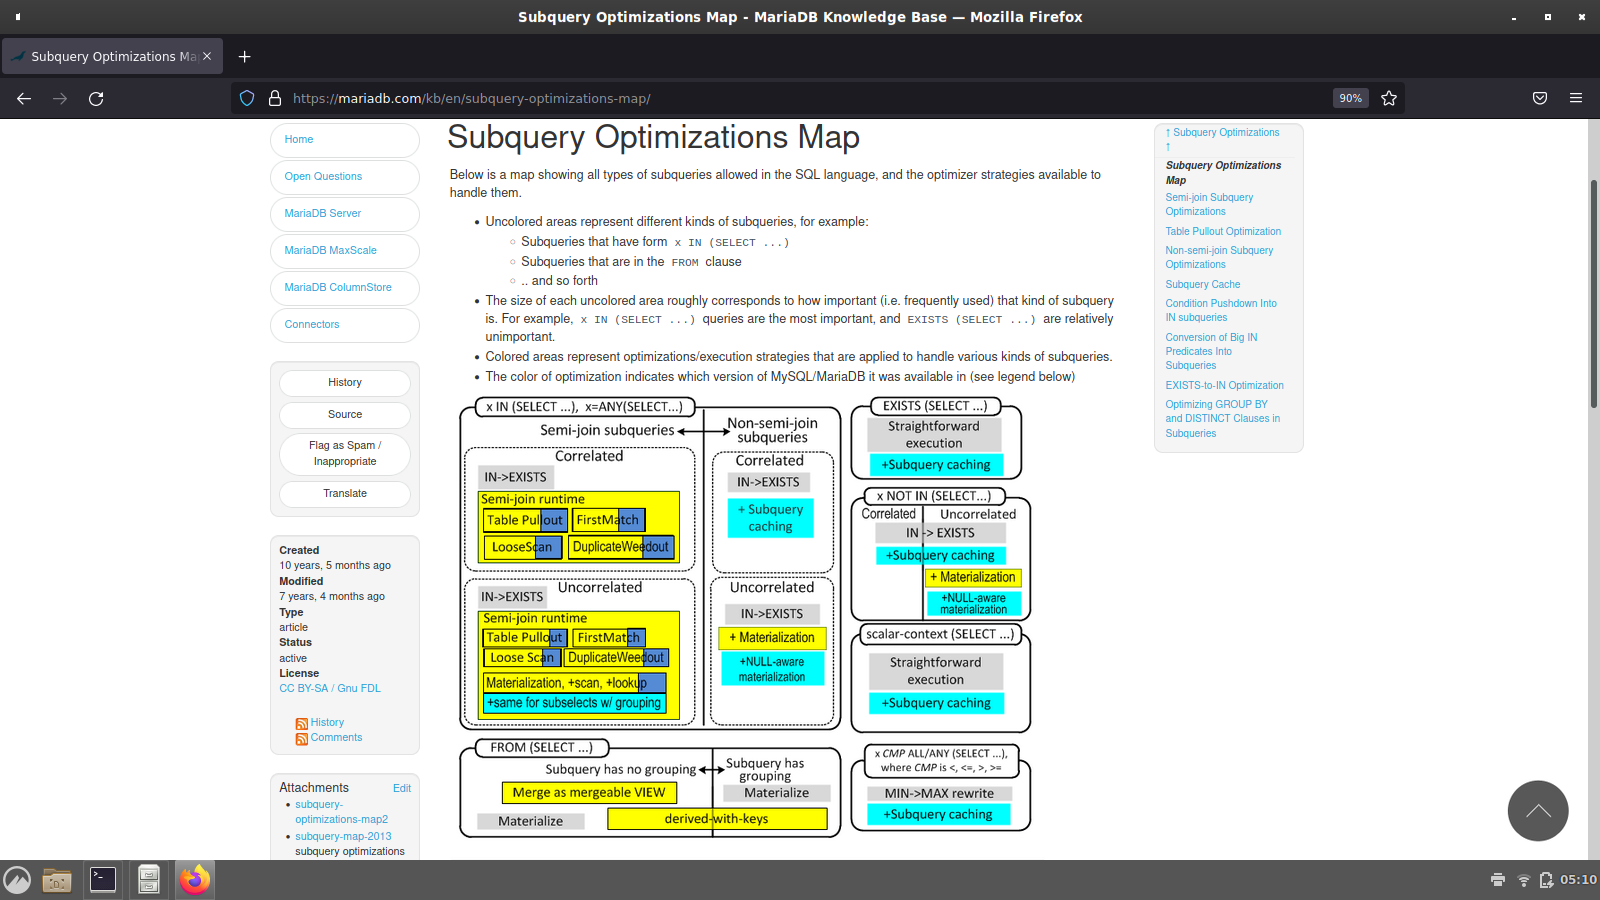 Subquery Optimizations Map - MariaDB Knowledge Base — Mozilla Firefox
Subquery Optimizations Ma
https://mariadb.com/kb/en/subquery-optimizations-map/
90%
Home
Open Questions
MariaDB Server
MariaDB MaxScale
MariaDB ColumnStore
Connectors
History
Source
Flag as Spam /
Inappropriate
Translate
Created
10 years, 5 months ago
Modified
7 years, 4 months ago
Type
article
Status
active
License
CC BY-SA / Gnu FDL
History
Comments
Attachments
Edit
subquery-
optimizations-map2
subquery-map-2013
subquery optimizations
Subquery Optimizations Map
Below is a map showing all types of subqueries allowed in the SQL language, and the optimizer strategies available to
handle them.
• Uncolored areas represent different kinds of subqueries, for example:
○ Subqueries that have form x IN (SELECT ...)
○ Subqueries that are in the FROM clause
○ .. and so forth
• The size of each uncolored area roughly corresponds to how important (i.e. frequently used) that kind of subquery
is. For example, x IN (SELECT ...) queries are the most important, and EXISTS (SELECT ...) are relatively
unimportant.
• Colored areas represent optimizations/execution strategies that are applied to handle various kinds of subqueries.
• The color of optimization indicates which version of MySQL/MariaDB it was available in (see legend below)
x IN (SELECT ...), x=ANY(SELECT...)
Semi-join subqueries
Non-semi-join
subqueries
Correlated
IN->EXISTS
Semi-join runtime
Table Pullout
FirstMatch
LooseScan
DuplicateWeedout
Correlated
IN->EXISTS
+ Subquery
caching
Uncorrelated
IN->EXISTS
Semi-join runtime
Table Pullout
FirstMatch
Loose Scan
DuplicateWeedout
Materialization, +scan, +lookup
+same for subselects w/ grouping
Uncorrelated
IN->EXISTS
+ Materialization
+NULL-aware
materialization
FROM (SELECT ...)
Subquery has no grouping
Subquery has
grouping
Merge as mergeable VIEW
Materialize
Materialize
derived-with-keys
EXISTS (SELECT ...)
Straightforward
execution
+Subquery caching
x NOT IN (SELECT...)
Correlated
Uncorrelated
IN -> EXISTS
+Subquery caching
+ Materialization
+NULL-aware
materialization
scalar-context (SELECT ...)
Straightforward
execution
+Subquery caching
x CMP ALL/ANY (SELECT ...),
where CMP is <, <=, >, >=
MIN->MAX rewrite
+Subquery caching
↑ Subquery Optimizations
↑
Subquery Optimizations
Map
Semi-join Subquery
Optimizations
Table Pullout Optimization
Non-semi-join Subquery
Optimizations
Subquery Cache
Condition Pushdown Into
IN subqueries
Conversion of Big IN
Predicates Into
Subqueries
EXISTS-to-IN Optimization
Optimizing GROUP BY
and DISTINCT Clauses in
Subqueries
05:10